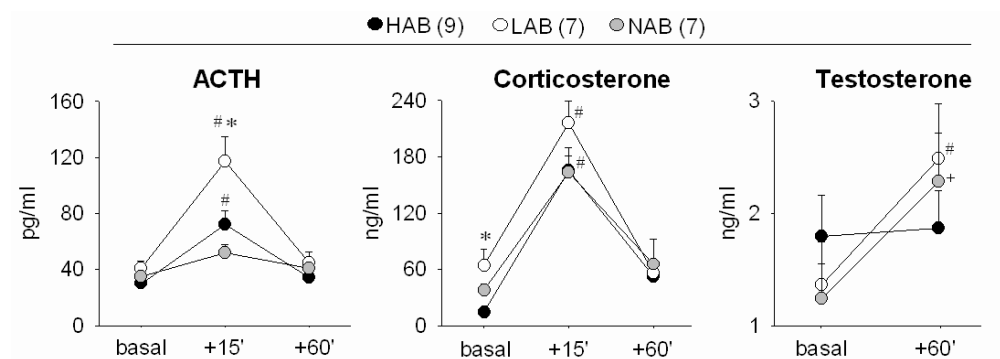 HAB (9) LAB (7) NAB (7)
ACTH Corticosterone Testosterone
160 240 3
# * #
120 180 #
pg/ml # ng/ml # ng/ml +
80 120 2
*
40 60
0 0 1
basal +15' +60' basal +15' +60' basal +60'